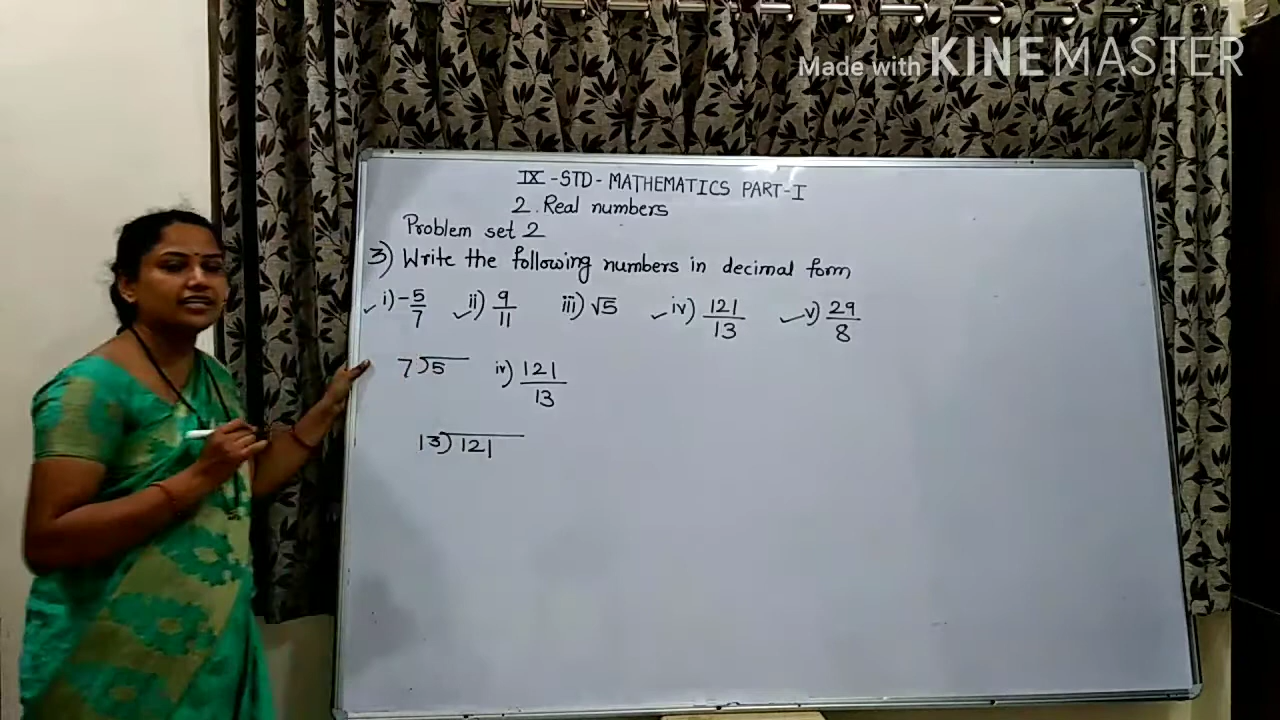 Made with KINEMASTER
IX - STD - MATHEMATICS PART - I
2. Real numbers
Problem set 2
3) Write the following numbers in decimal form
✓ i) -5/7 ✓ ii) 9/11 iii) √5 ✓ iv) 121/13 ✓ v) 29/8
7)5 iv) 121/13
13)121